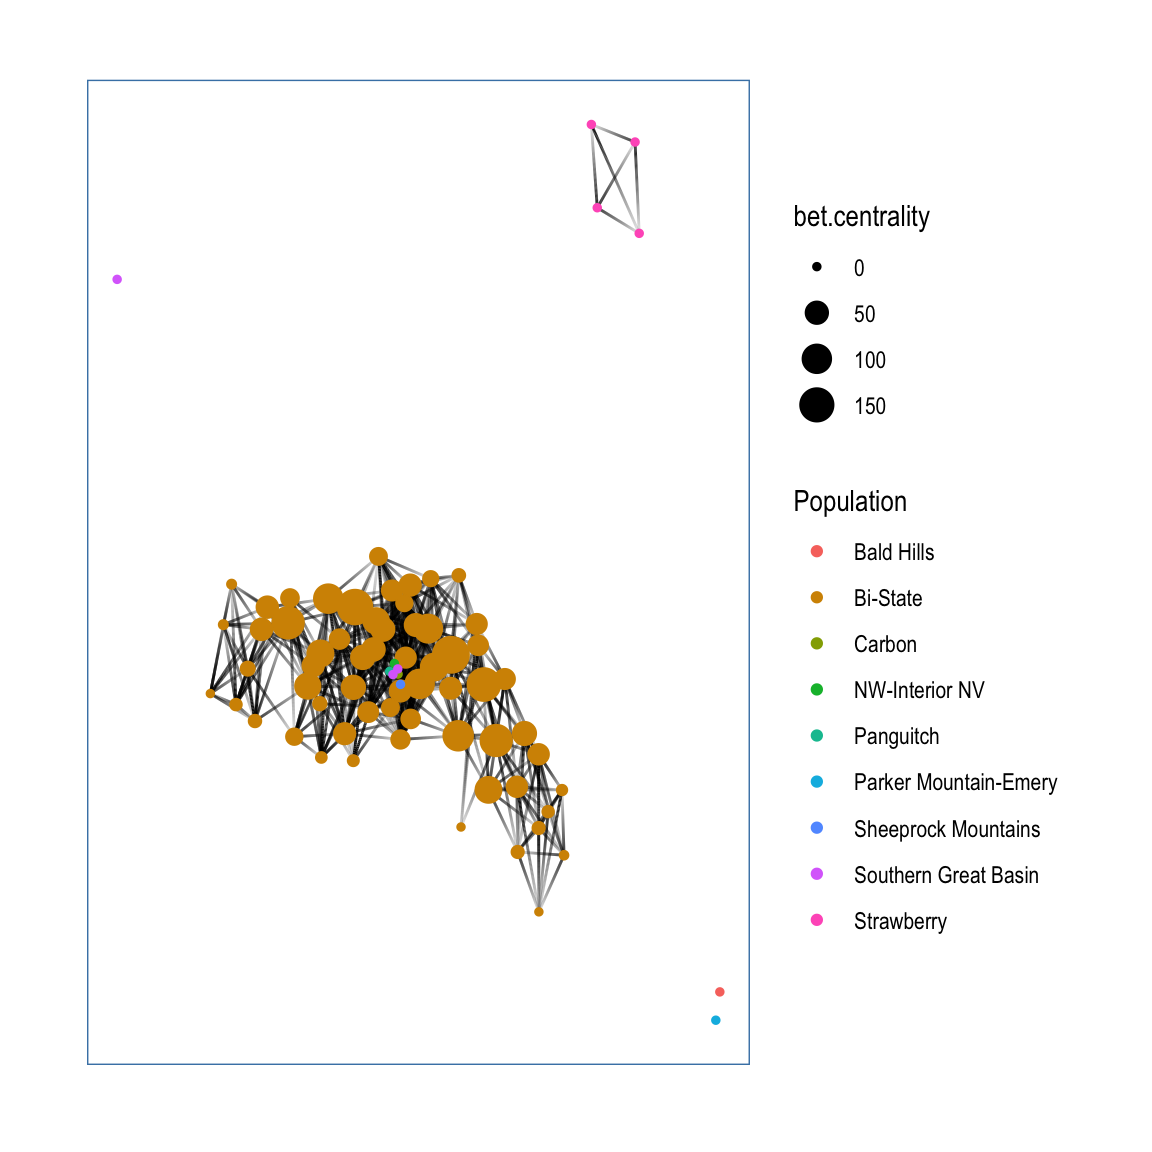 bet.centrality
0
50
100
150
Population
Bald Hills
Bi-State
Carbon
NW-Interior NV
Panguitch
Parker Mountain-Emery
Sheeprock Mountains
Southern Great Basin
Strawberry